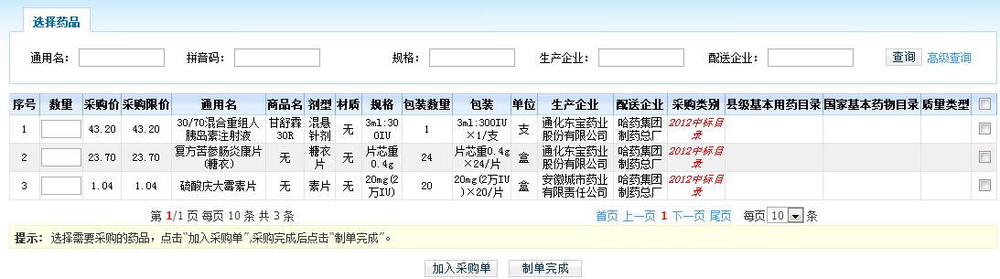 选择药品
通用名: 拼音码: 规格: 生产企业: 配送企业: 查询 高级查询
序号 数量 采购价 采购限价 通用名 商品名 剂型 材质 规格 包装数量 包装 单位 生产企业 配送企业 采购类别 县级基本用药目录 国家基本药物目录 质量类型
1 43.20 43.20 30/70混合重组人胰岛素注射液 甘舒霖30R 混悬针剂 无 3ml:300IU 1 3ml:300IU×1/支 支 通化东宝药业股份有限公司 哈药集团制药总厂 2012中标目录
2 23.70 23.70 复方苦参肠炎康片(糖衣) 无 糖衣片 无 片芯重0.4g 24 片芯重0.4g×24/片 盒 通化东宝药业股份有限公司 哈药集团制药总厂 2012中标目录
3 1.04 1.04 硫酸庆大霉素片 无 素片 无 20mg(2万IU) 20 20mg(2万IU)×20/片 盒 安徽城市药业有限责任公司 哈药集团制药总厂 2012中标目录
第 1/1 页 每页 10 条 共 3 条 首页 上一页 1 下一页 尾页 每页 10 条
提示: 选择需要采购的药品，点击“加入采购单”,采购完成后点击“制单完成”。
加入采购单 制单完成